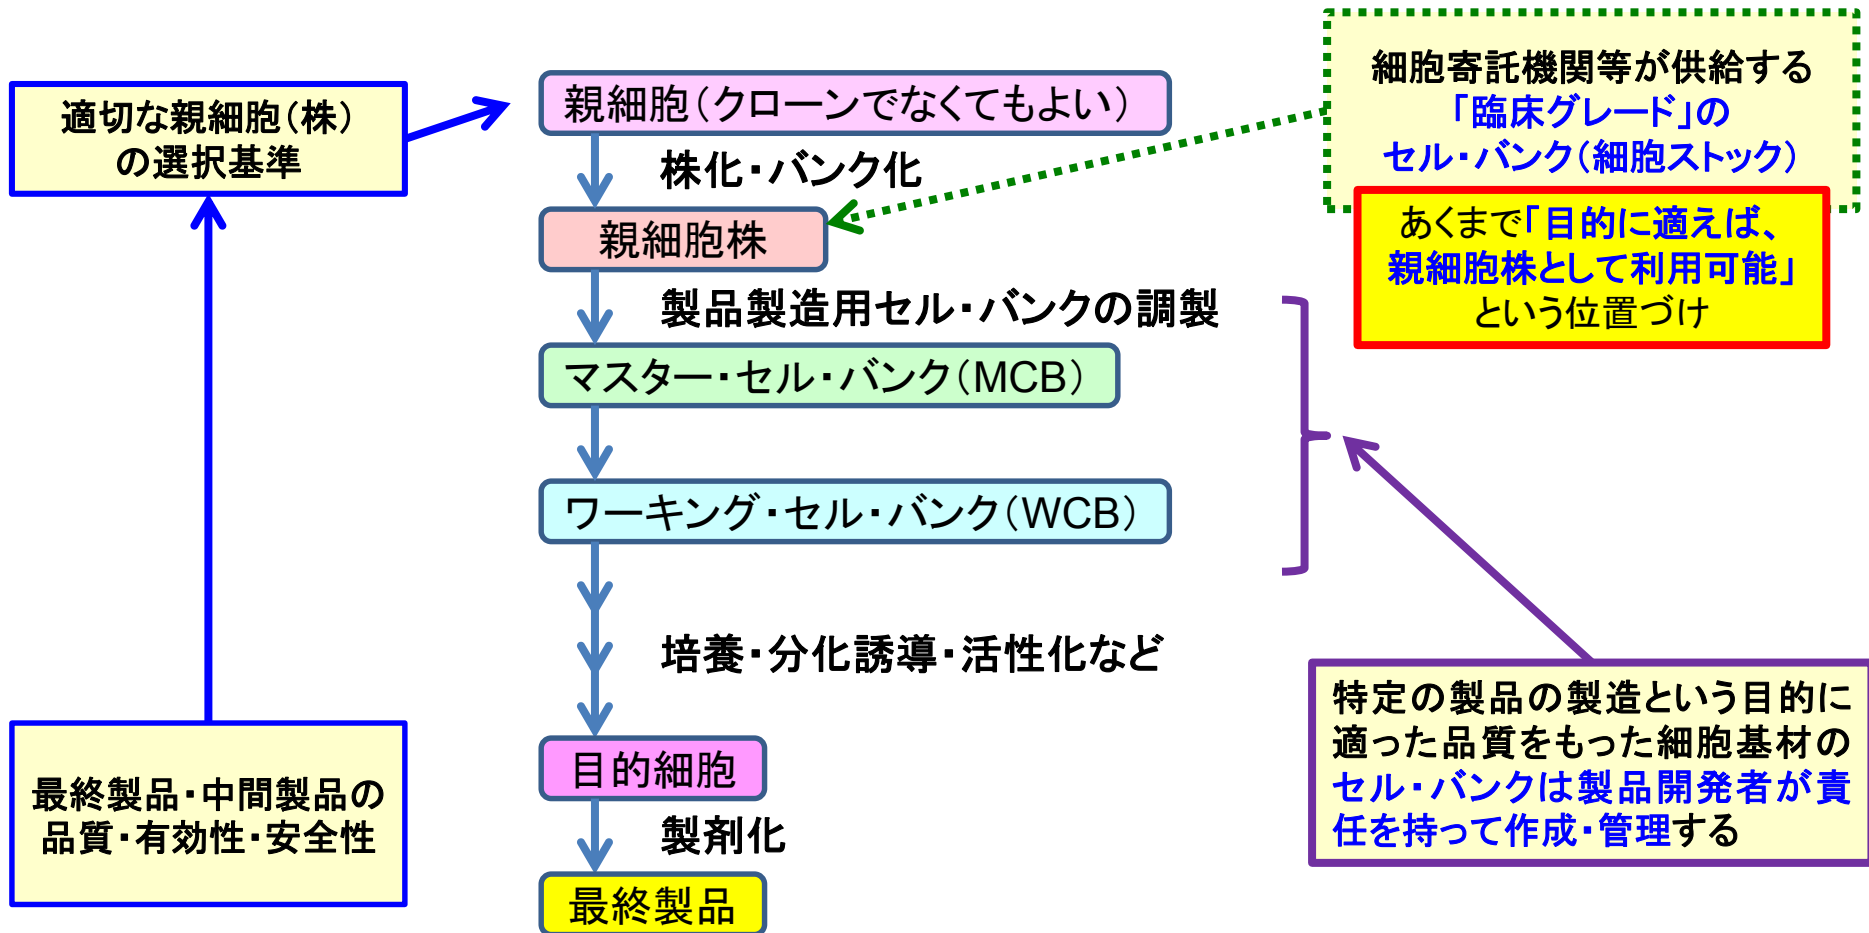 適切な親細胞（株）
の選択基準
最終製品・中間製品の
品質・有効性・安全性
親細胞（クローンでなくてもよい）
株化・バンク化
親細胞株
製品製造用セル・バンクの調製
マスター・セル・バンク（MCB）
ワーキング・セル・バンク（WCB）
培養・分化誘導・活性化など
目的細胞
製剤化
最終製品
細胞寄託機関等が供給する
「臨床グレード」の
セル・バンク（細胞ストック）
あくまで「目的に適えば、
親細胞株として利用可能」
という位置づけ
特定の製品の製造という目的に
適った品質をもった細胞基材の
セル・バンクは製品開発者が責
任を持って作成・管理する